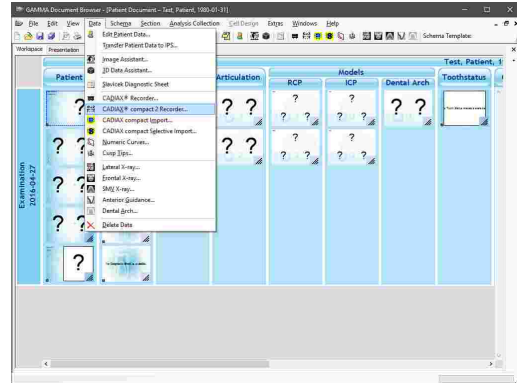 GAMMA Document Browser - [Patient Document – Test, Patient, 1980-01-31]
File Edit View Data Schema Section Analysis Collection Cell Design Extras Windows Help
Schema Template:
Workspace Presentation
Edit Patient Data...
Transfer Patient Data to IPS...
Image Assistant...
3D Data Assistant...
Slavicek Diagnostic Sheet
CADIAX® Recorder...
CADIAX® compact 2 Recorder...
CADIAX compact Import...
CADIAX compact Selective Import...
Numeric Curves...
Cusp Tips...
Lateral X-ray...
Frontal X-ray...
SMV X-ray...
Anterior Guidance...
Dental Arch...
Delete Data
Test, Patient, 1
Patient
Articulation
Models
RCP
ICP
Dental Arch
Toothstatus
Examination
2016-04-27
? ? ? ? ? ? ? ? ? ? ?
? ? ? ? ? ? ? ? ?
? ?
? ?
?